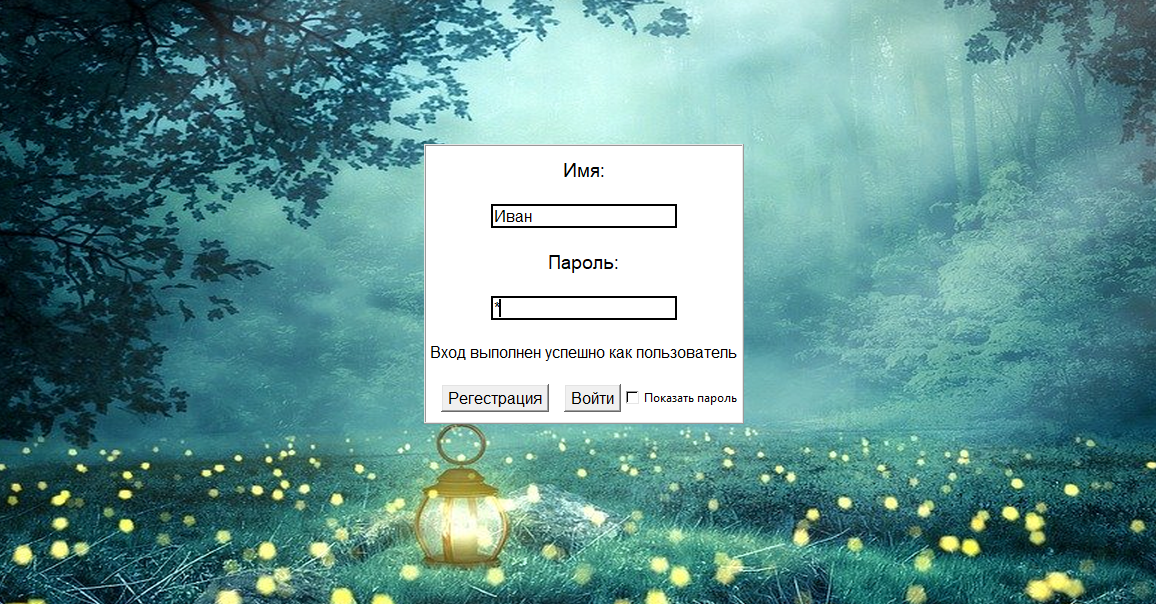 Имя:
Иван
Пароль:
*
Вход выполнен успешно как пользователь
Регестрация Войти Показать пароль